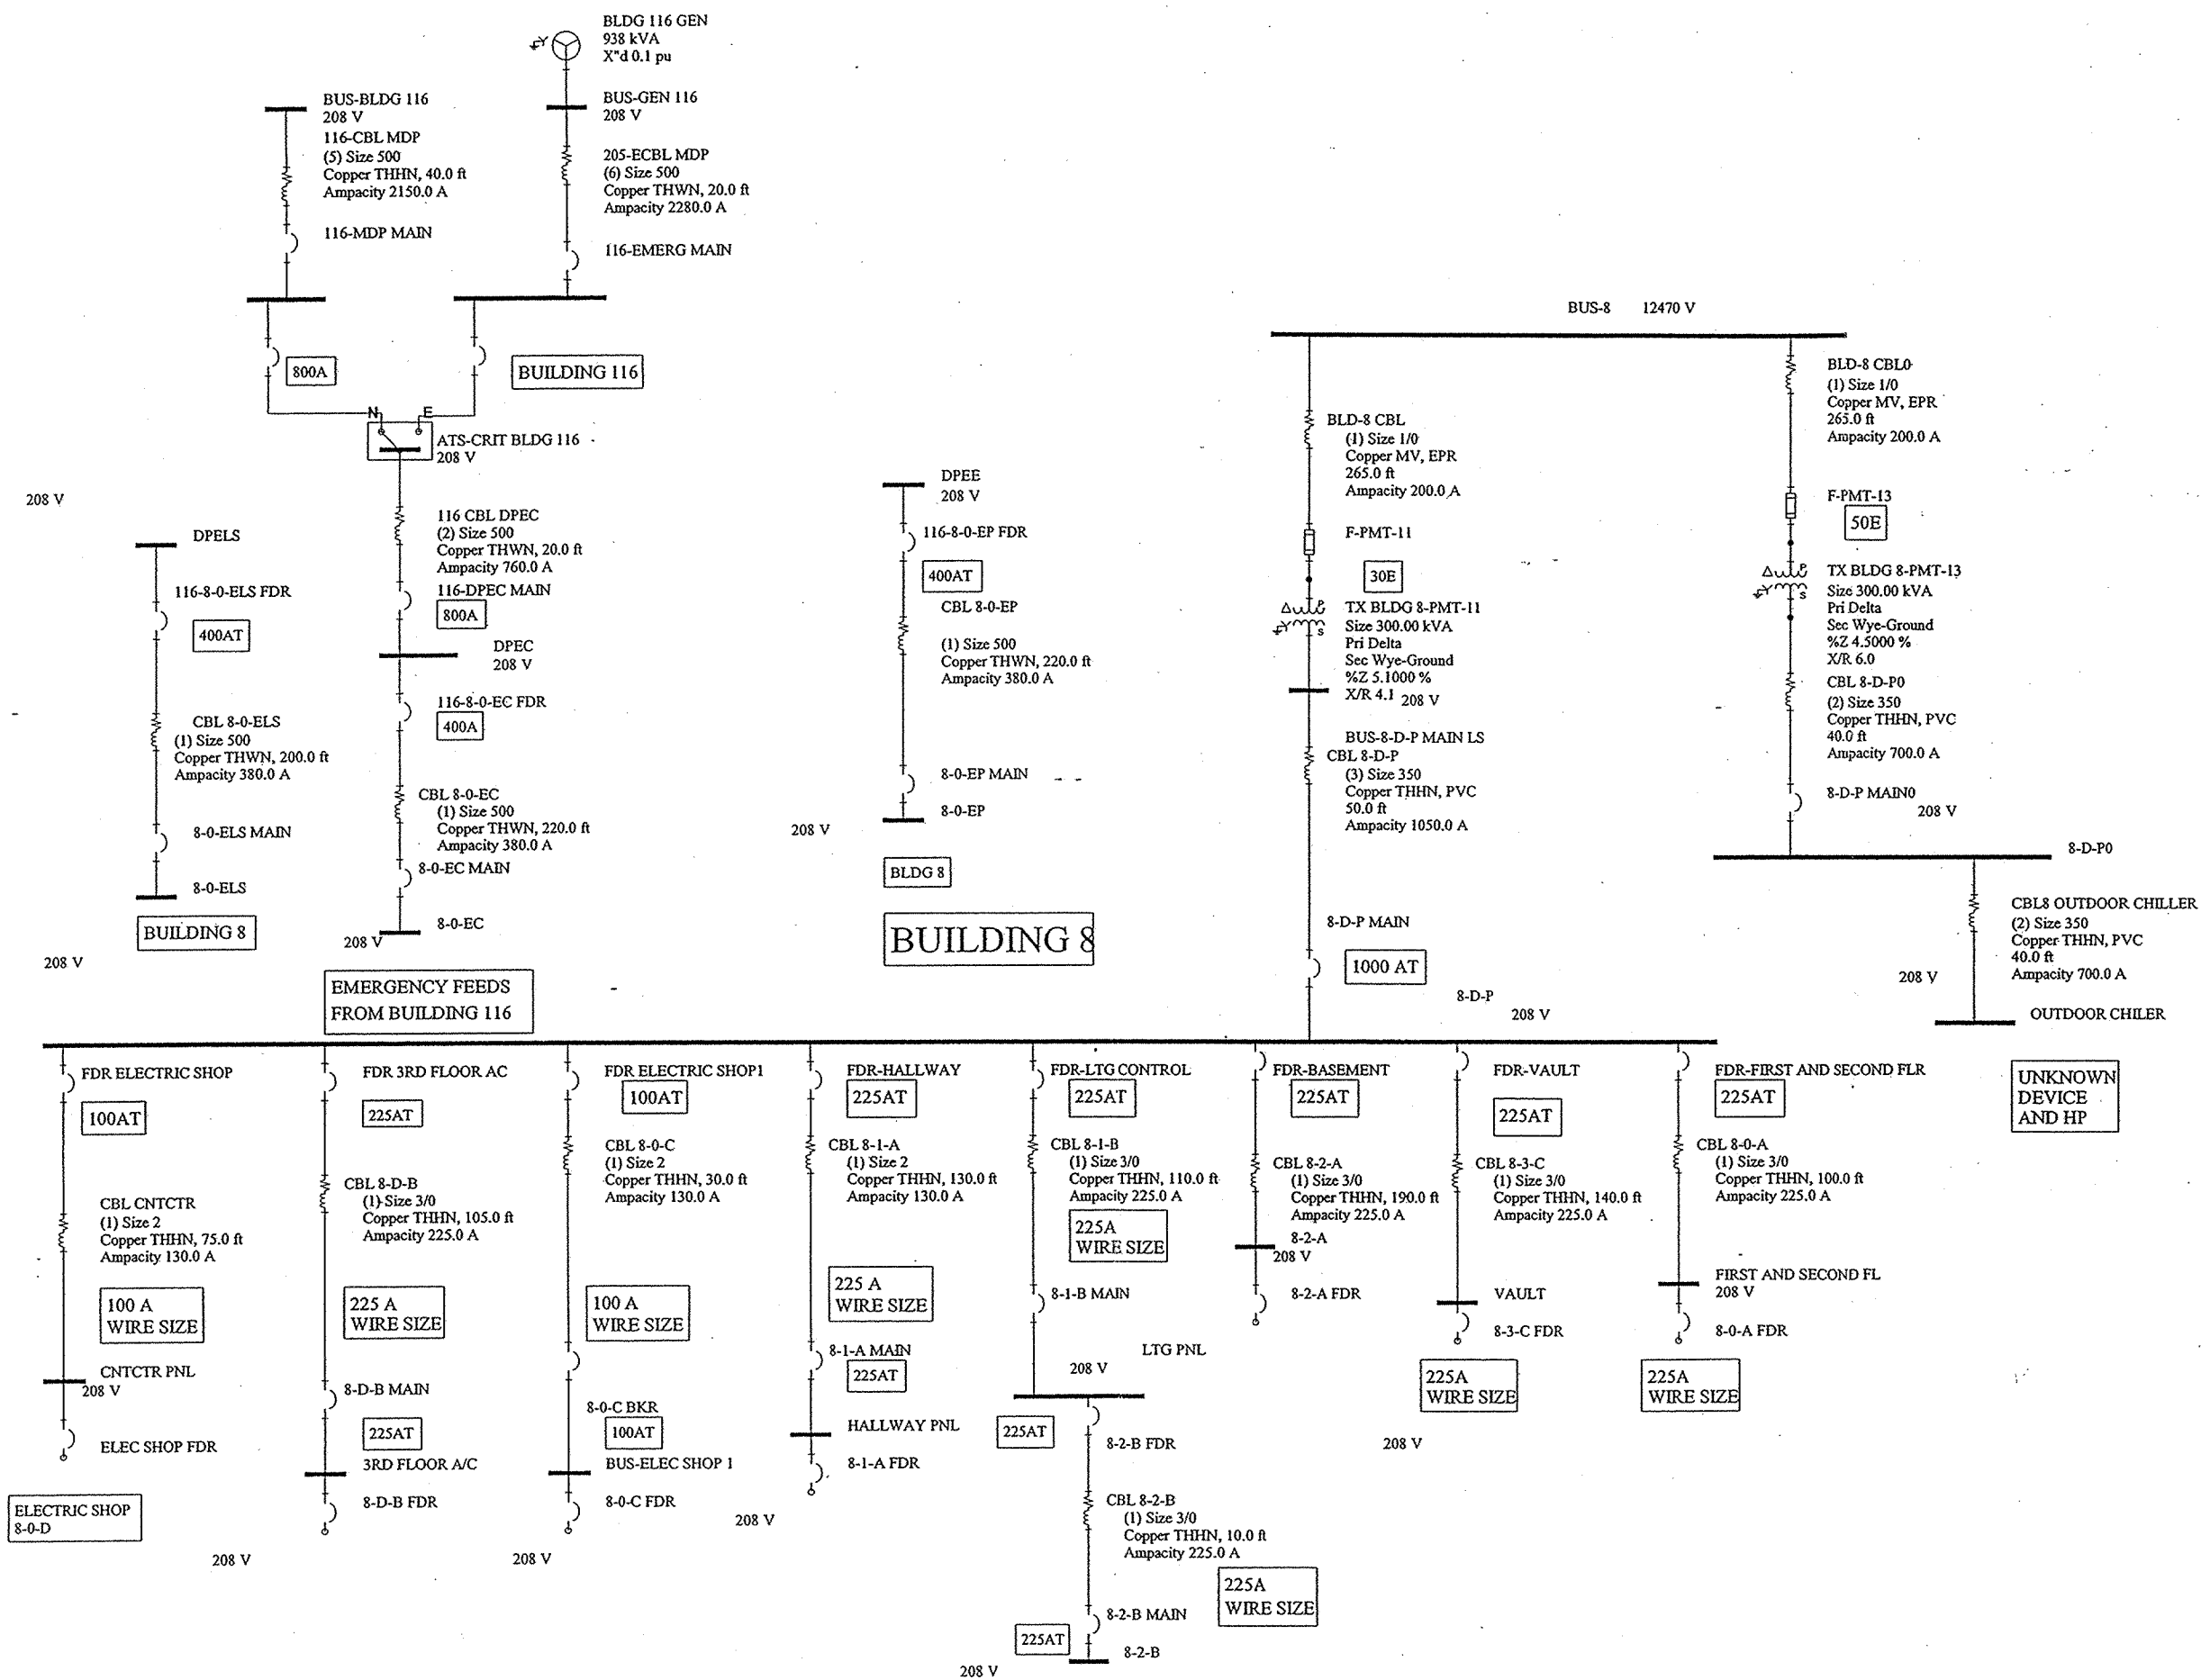 BLDG 116 GEN
938 kVA
X"d 0.1 pu
BUS-BLDG 116
208 V
116-CBL MDP
(5) Size 500
Copper THHN, 40.0 ft
Ampacity 2150.0 A
116-MDP MAIN
BUS-GEN 116
208 V
205-ECBL MDP
(6) Size 500
Copper THWN, 20.0 ft
Ampacity 2280.0 A
116-EMERG MAIN
800A
BUILDING 116
N
E
ATS-CRIT BLDG 116
208 V
116 CBL DPEC
(2) Size 500
Copper THWN, 20.0 ft
Ampacity 760.0 A
116-DPEC MAIN
800A
DPEC
208 V
116-8-0-EC FDR
400A
CBL 8-0-EC
(1) Size 500
Copper THWN, 220.0 ft
Ampacity 380.0 A
8-0-EC MAIN
8-0-EC
208 V
208 V
DPELS
116-8-0-ELS FDR
400AT
CBL 8-0-ELS
(1) Size 500
Copper THWN, 200.0 ft
Ampacity 380.0 A
8-0-ELS MAIN
8-0-ELS
BUILDING 8
208 V
EMERGENCY FEEDS
FROM BUILDING 116
DPEE
208 V
116-8-0-EP FDR
400AT
CBL 8-0-EP
(1) Size 500
Copper THWN, 220.0 ft
Ampacity 380.0 A
8-0-EP MAIN
8-0-EP
208 V
BLDG 8
BUILDING 8
BUS-8 12470 V
BLD-8 CBL
(1) Size 1/0
Copper MV, EPR
265.0 ft
Ampacity 200.0 A
F-PMT-11
30E
P
S
TX BLDG 8-PMT-11
Size 300.00 kVA
Pri Delta
Sec Wye-Ground
%Z 5.1000 %
X/R 4.1
208 V
BUS-8-D-P MAIN LS
CBL 8-D-P
(3) Size 350
Copper THHN, PVC
50.0 ft
Ampacity 1050.0 A
8-D-P MAIN
1000 AT
8-D-P
208 V
BLD-8 CBL0
(1) Size 1/0
Copper MV, EPR
265.0 ft
Ampacity 200.0 A
F-PMT-13
50E
P
S
TX BLDG 8-PMT-13
Size 300.00 kVA
Pri Delta
Sec Wye-Ground
%Z 4.5000 %
X/R 6.0
CBL 8-D-P0
(2) Size 350
Copper THHN, PVC
40.0 ft
Ampacity 700.0 A
8-D-P MAIN0
208 V
8-D-P0
CBL8 OUTDOOR CHILLER
(2) Size 350
Copper THHN, PVC
40.0 ft
Ampacity 700.0 A
208 V
OUTDOOR CHILER
UNKNOWN
DEVICE
AND HP
FDR ELECTRIC SHOP
100AT
CBL CNTCTR
(1) Size 2
Copper THHN, 75.0 ft
Ampacity 130.0 A
100 A
WIRE SIZE
CNTCTR PNL
208 V
ELEC SHOP FDR
ELECTRIC SHOP
8-0-D
FDR 3RD FLOOR AC
225AT
CBL 8-D-B
(1) Size 3/0
Copper THHN, 105.0 ft
Ampacity 225.0 A
225 A
WIRE SIZE
8-D-B MAIN
225AT
3RD FLOOR A/C
8-D-B FDR
208 V
FDR ELECTRIC SHOP1
100AT
CBL 8-0-C
(1) Size 2
Copper THHN, 30.0 ft
Ampacity 130.0 A
100 A
WIRE SIZE
8-0-C BKR
100AT
BUS-ELEC SHOP 1
8-0-C FDR
208 V
FDR-HALLWAY
225AT
CBL 8-1-A
(1) Size 2
Copper THHN, 130.0 ft
Ampacity 130.0 A
225 A
WIRE SIZE
8-1-A MAIN
225AT
HALLWAY PNL
8-1-A FDR
208 V
FDR-LTG CONTROL
225AT
CBL 8-1-B
(1) Size 3/0
Copper THHN, 110.0 ft
Ampacity 225.0 A
225A
WIRE SIZE
8-1-B MAIN
LTG PNL
208 V
225AT
8-2-B FDR
CBL 8-2-B
(1) Size 3/0
Copper THHN, 10.0 ft
Ampacity 225.0 A
225A
WIRE SIZE
8-2-B MAIN
225AT
8-2-B
208 V
FDR-BASEMENT
225AT
CBL 8-2-A
(1) Size 3/0
Copper THHN, 190.0 ft
Ampacity 225.0 A
8-2-A
208 V
8-2-A FDR
FDR-VAULT
225AT
CBL 8-3-C
(1) Size 3/0
Copper THHN, 140.0 ft
Ampacity 225.0 A
VAULT
8-3-C FDR
225A
WIRE SIZE
208 V
FDR-FIRST AND SECOND FLR
225AT
CBL 8-0-A
(1) Size 3/0
Copper THHN, 100.0 ft
Ampacity 225.0 A
FIRST AND SECOND FL
208 V
8-0-A FDR
225A
WIRE SIZE